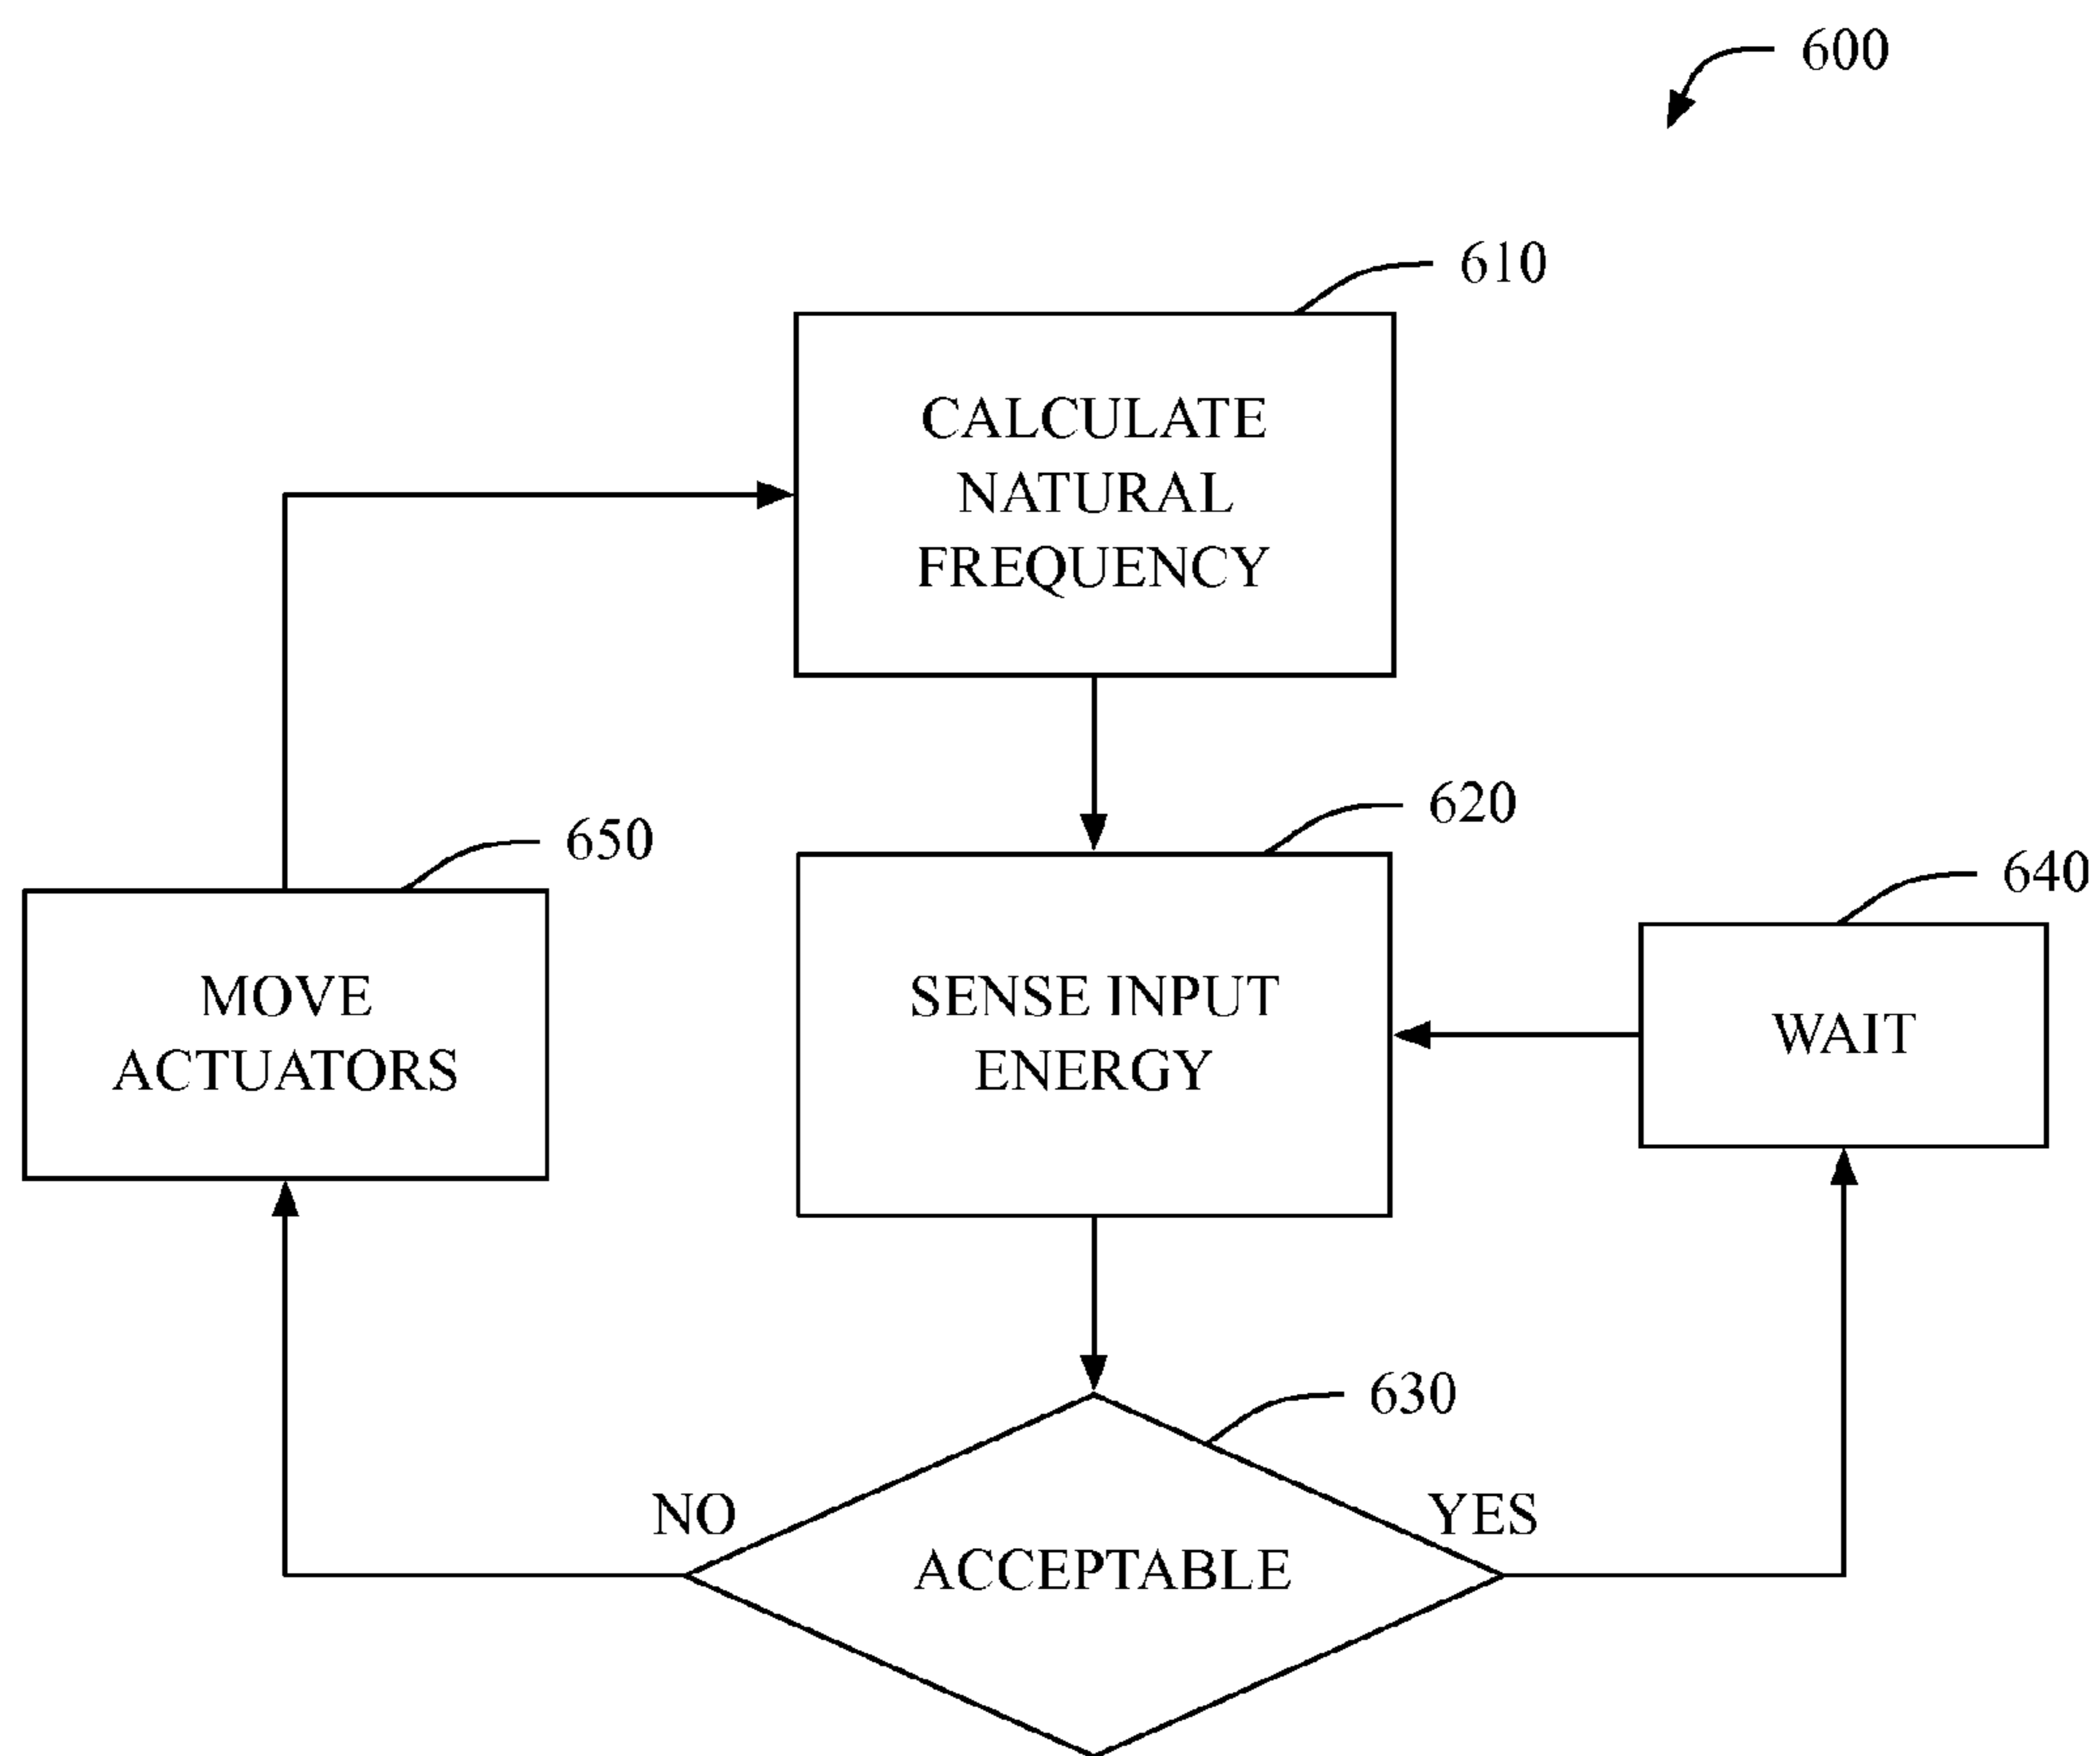 600
610
CALCULATE
NATURAL
FREQUENCY
620
650
640
MOVE
ACTUATORS
SENSE INPUT
ENERGY
WAIT
630
NO
YES
ACCEPTABLE